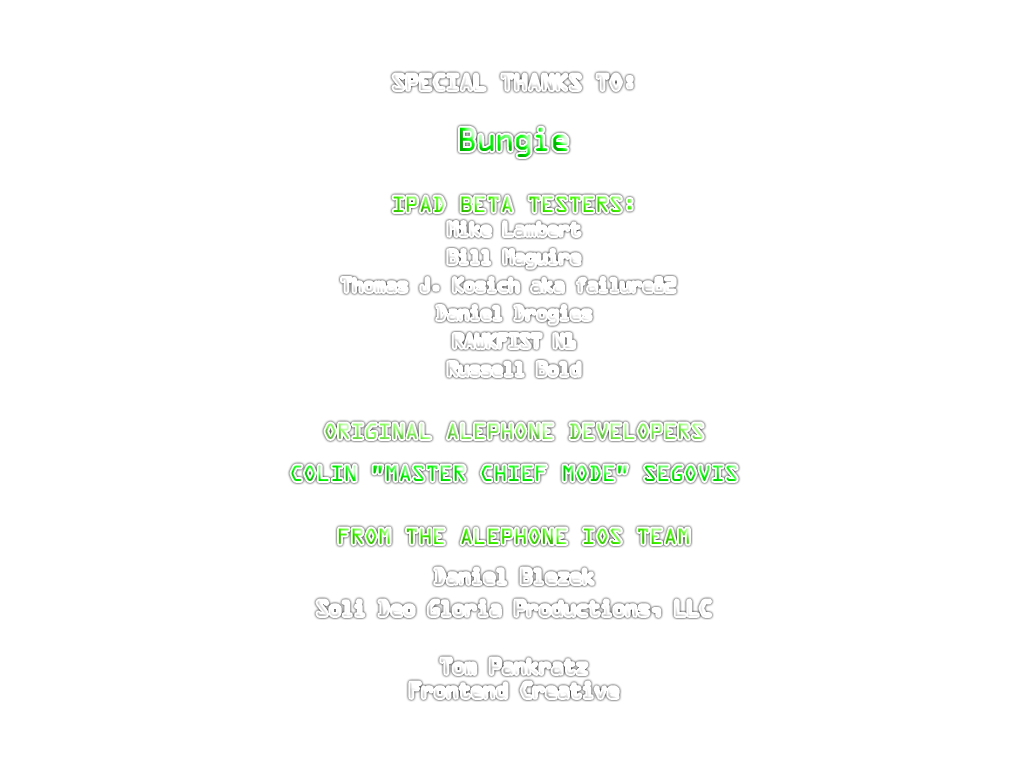 SPECIAL THANKS TO:
Bungie
IPAD BETA TESTERS:
Mike Lambert
Bill Maguire
Thomas J. Kosich aka failure82
Daniel Drogies
RAWKFIST N1
Russell Bold
ORIGINAL ALEPHONE DEVELOPERS
COLIN "MASTER CHIEF MODE" SEGOVIS
FROM THE ALEPHONE IOS TEAM
Daniel Blezek
Soli Deo Gloria Productions, LLC
Tom Pankratz
Frontend Creative